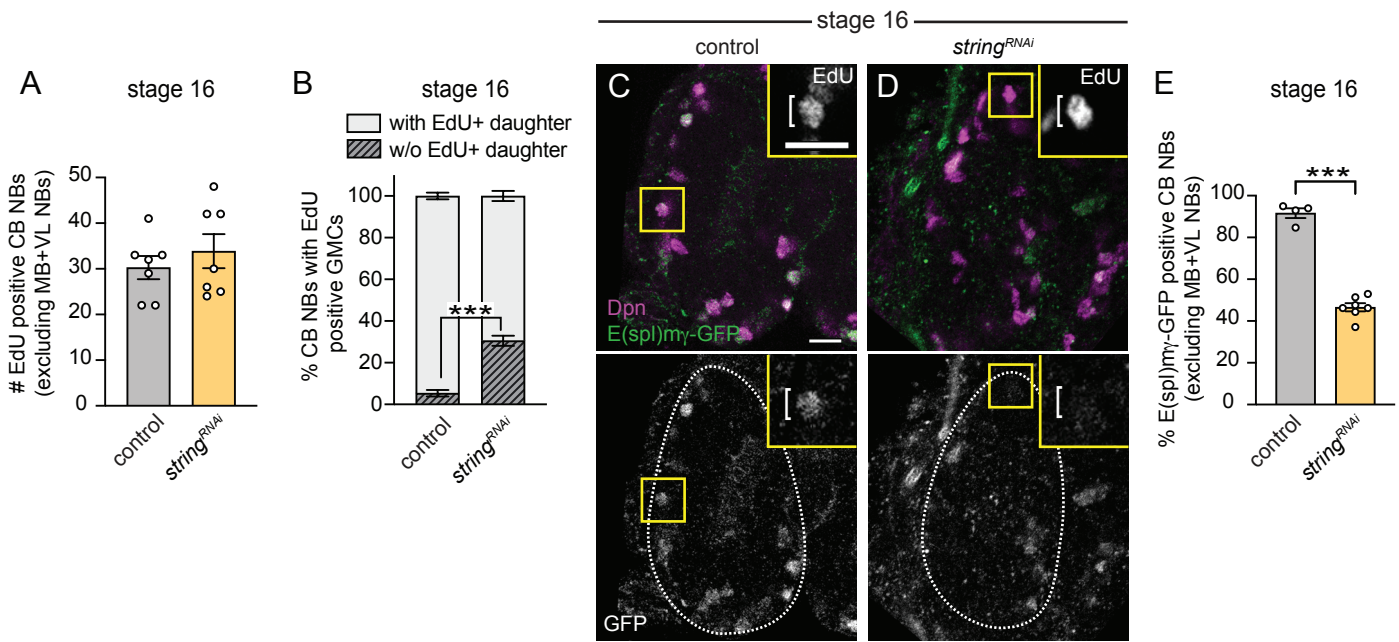 A
stage 16
# EdU positive CB NBs
(excluding MB+VL NBs)
50
40
30
20
10
0
control
string^RNAi
B
stage 16
with EdU+ daughter
w/o EdU+ daughter
% CB NBs with EdU
positive GMCs
100
80
60
40
20
0
***
control
string^RNAi
stage 16
control
string^RNAi
C
EdU
Dpn
E(spl)mγ-GFP
GFP
D
EdU
E
stage 16
% E(spl)mγ-GFP positive CB NBs
(excluding MB+VL NBs)
100
80
60
40
20
0
***
control
string^RNAi